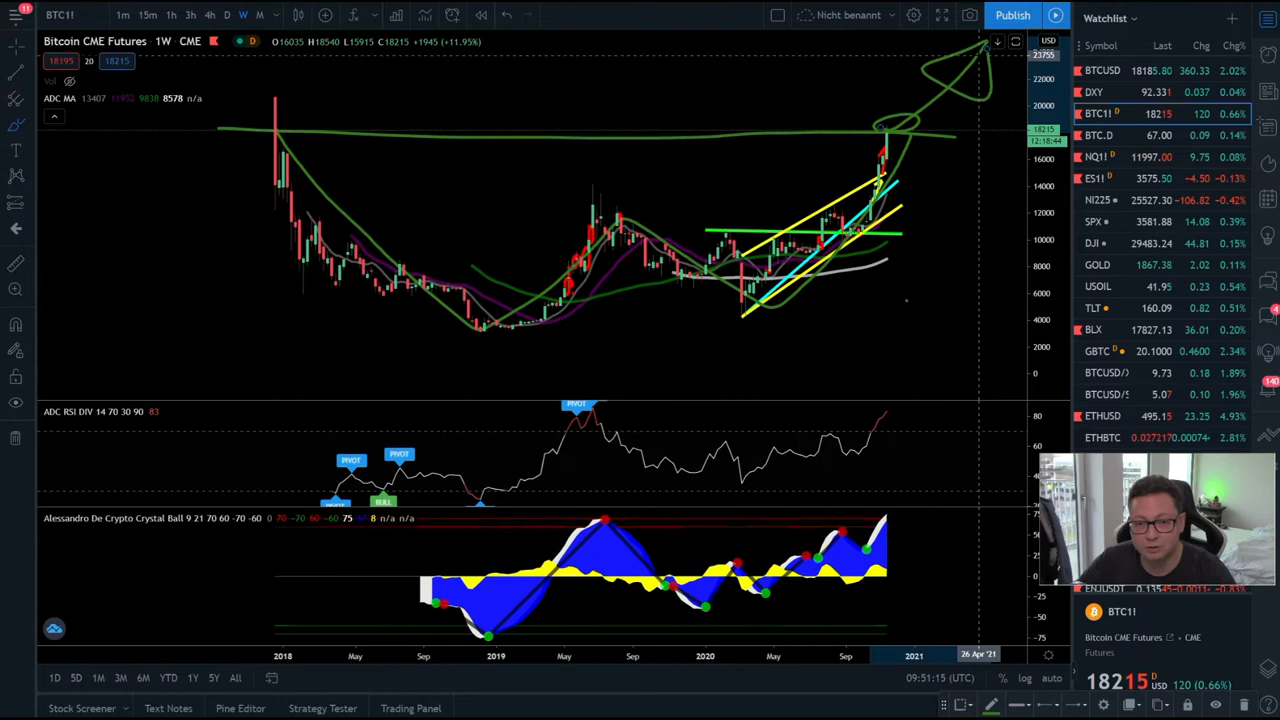 11
BTC1!
1m 15m 1h 3h 4h D W M
Nicht benannt
Publish
Watchlist
Bitcoin CME Futures · 1W · CME D O16035 H18540 L15915 C18215 +1945 (+11.95%)
18195 20 18215
Vol
ADC MA 13407 11952 9838 8578 n/a
USD
23755
22000
20000
18215
12:18:44
16000
14000
12000
10000
8000
6000
4000
2000
0
ADC RSI DIV 14 70 30 90 83
PIVOT
PIVOT
PIVOT
PIVOT
BULL
80
60
40
Alessandro De Crypto Crystal Ball 9 21 70 60 -70 -60 0 70 -70 60 -60 75 8 n/a n/a
75
50
25
0
-25
-50
-75
2018 May Sep 2019 May Sep 2020 May Sep 2021 26 Apr '21
1D 5D 1M 3M 6M YTD 1Y 5Y All
09:51:15 (UTC) % log auto
Stock Screener Text Notes Pine Editor Strategy Tester Trading Panel
Symbol Last Chg Chg%
BTCUSD 18185.80 360.33 2.02%
DXY 92.331 0.037 0.04%
BTC1! D 18215 120 0.66%
BTC.D 67.00 0.09 0.14%
NQ1! D 11997.00 9.75 0.08%
ES1! D 3575.50 −4.50 −0.13%
NI225 25527.30 −106.82 −0.42%
SPX 3581.88 14.08 0.39%
DJI 29483.24 44.81 0.15%
GOLD 1867.38 2.02 0.11%
USOIL 41.95 0.23 0.56%
TLT 160.09 0.82 0.51%
BLX 17827.13 36.01 0.20%
GBTC D 20.1000 0.4600 2.34%
BTCUSD/X 9.73 0.18 1.89%
BTCUSD/S 5.07 0.10 1.96%
ETHUSD 495.15 23.25 4.93%
ETHBTC 0.027217 0.00074 2.81%
4
140
ENJUSDT 0.13545 −0.0011 −0.83%
BTC1!
Bitcoin CME Futures CME
Futures
18215 D USD 120 (0.66%)